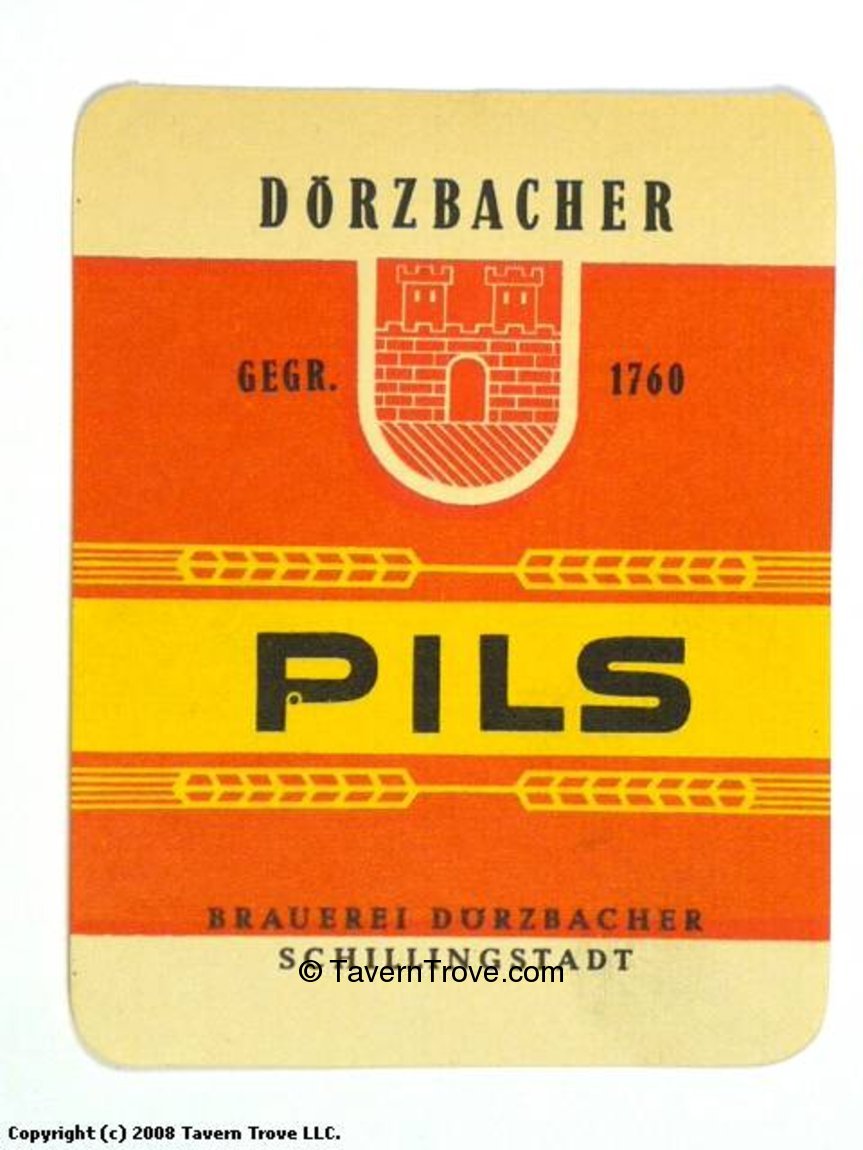 DÖRZBACHER
GEGR. 1760
PILS
BRAUEREI DÖRZBACHER
SCHILLINGSTADT
© TavernTrove.com
Copyright (c) 2008 Tavern Trove LLC.